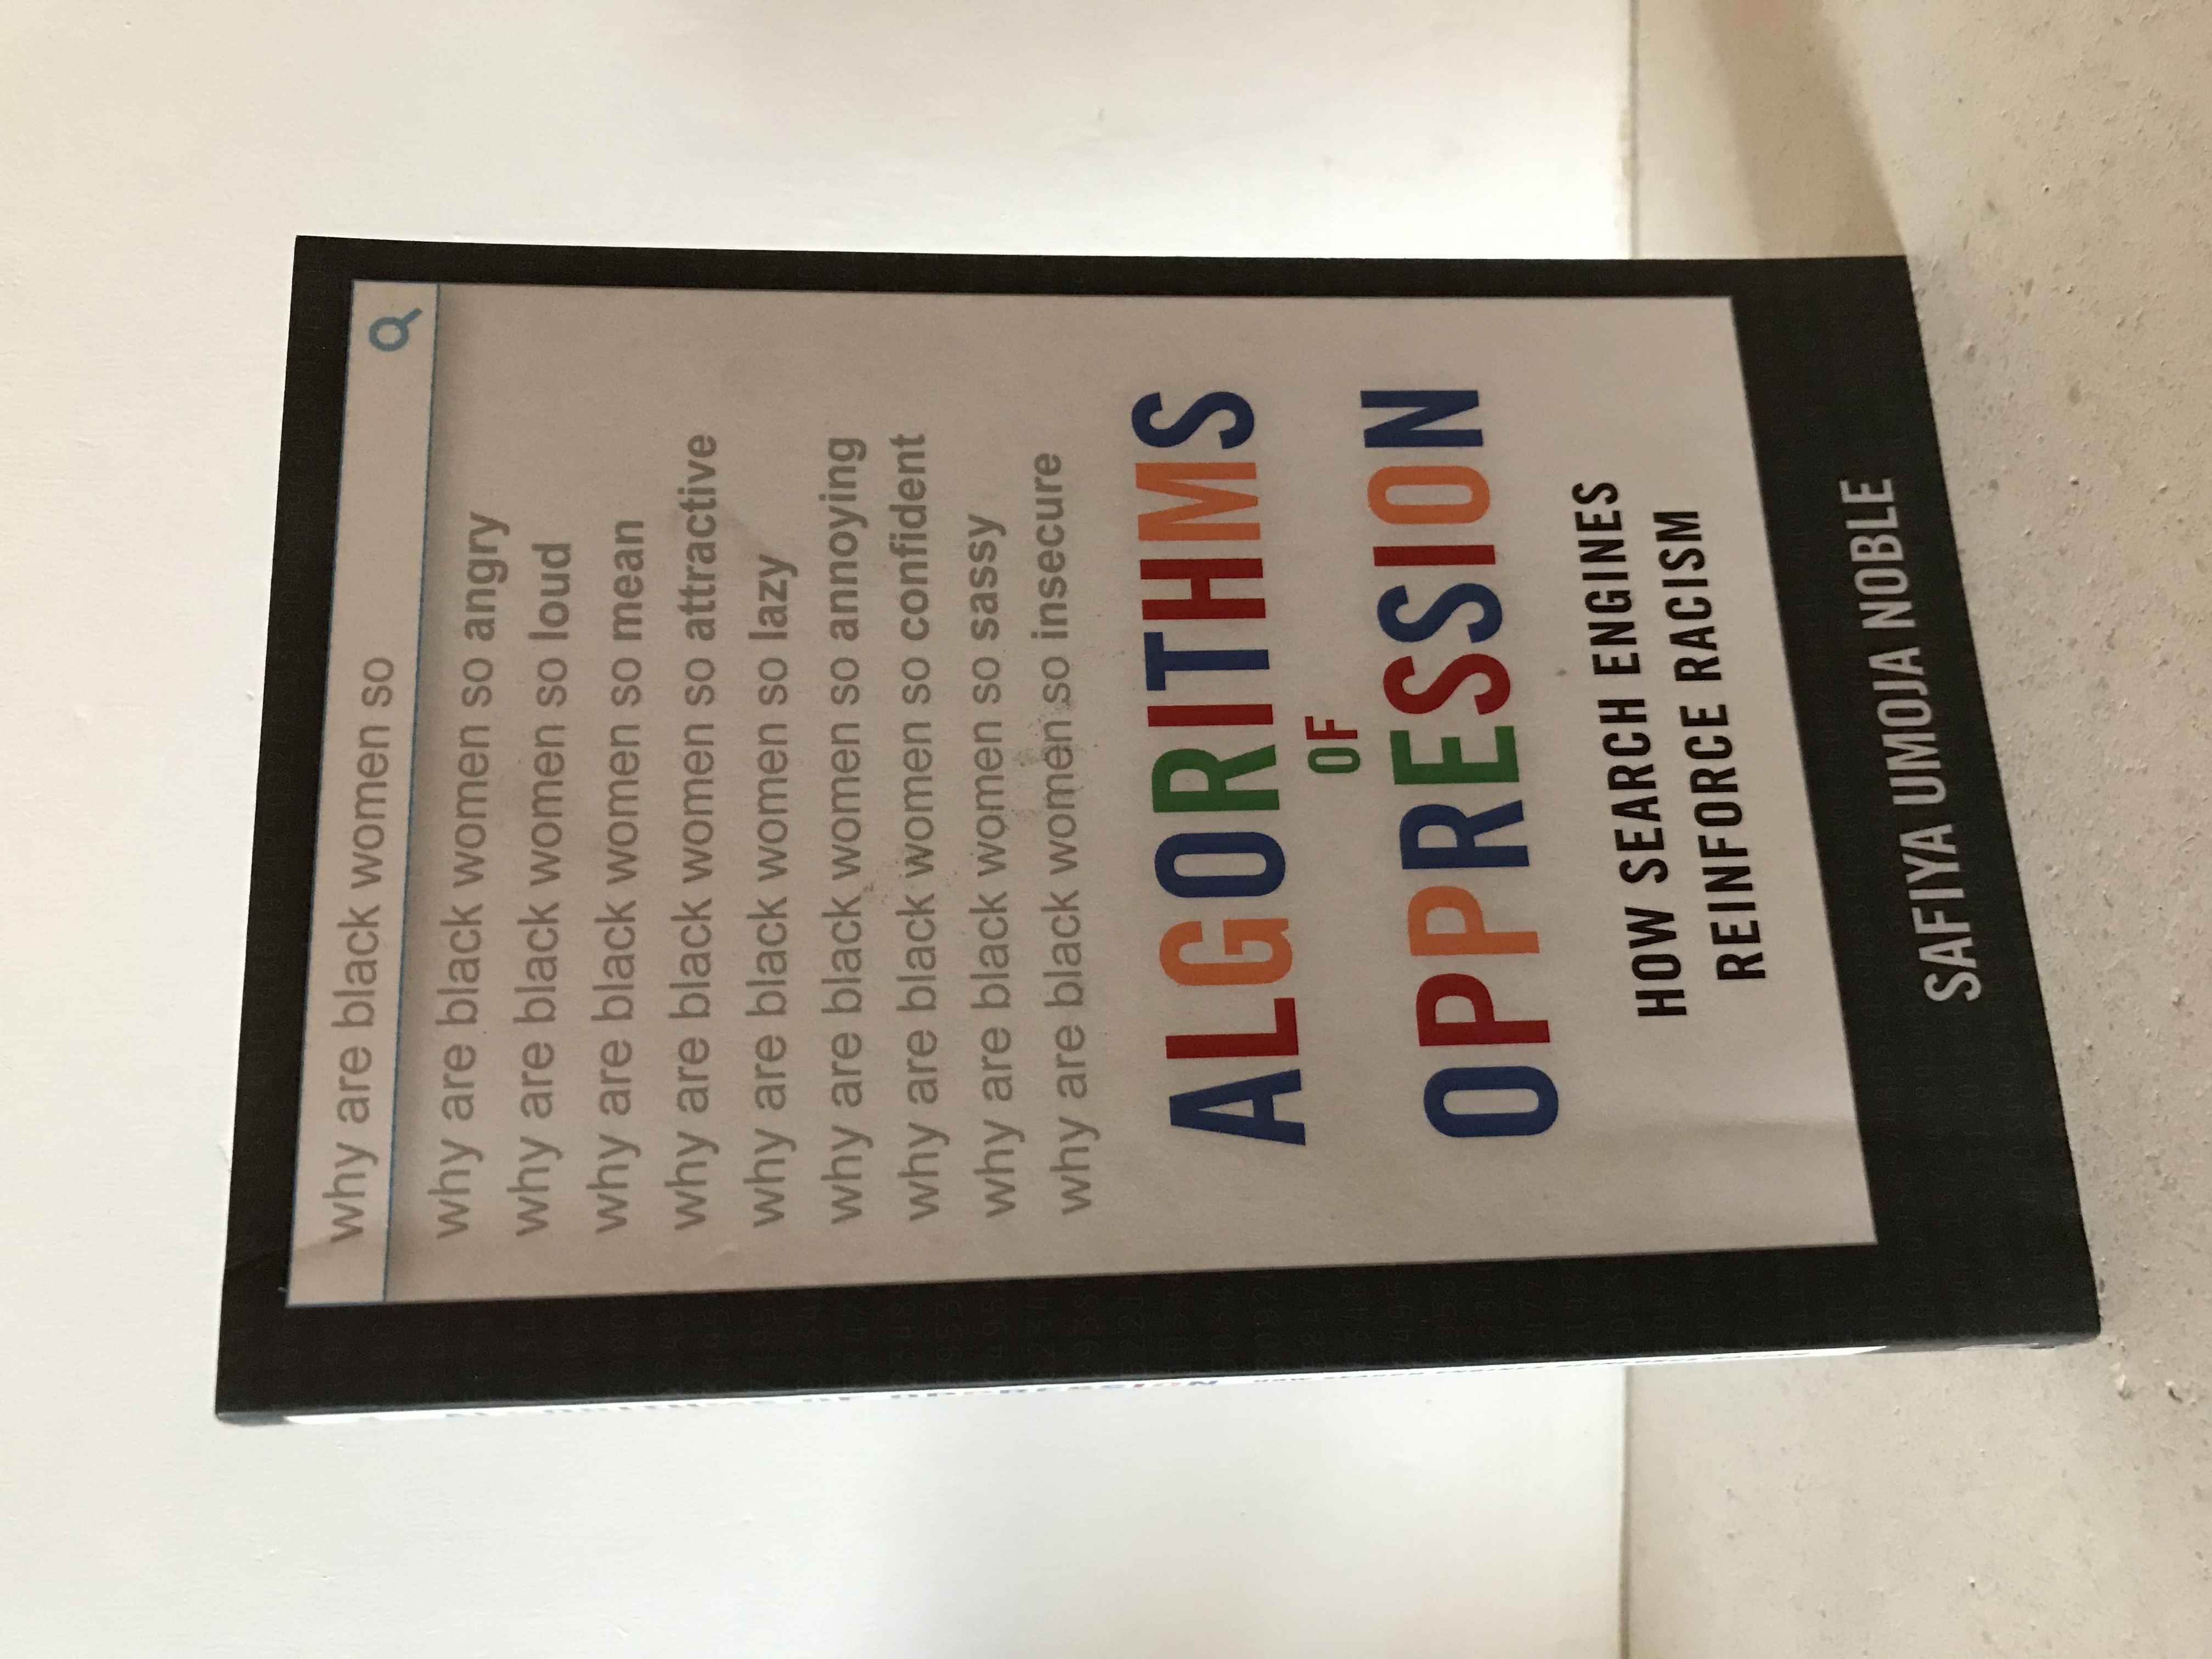 why are black women so
why are black women so angry
why are black women so loud
why are black women so mean
why are black women so attractive
why are black women so lazy
why are black women so annoying
why are black women so confident
why are black women so sassy
why are black women so insecure
ALGORITHMS
OF
OPPRESSION
HOW SEARCH ENGINES
REINFORCE RACISM
SAFIYA UMOJA NOBLE